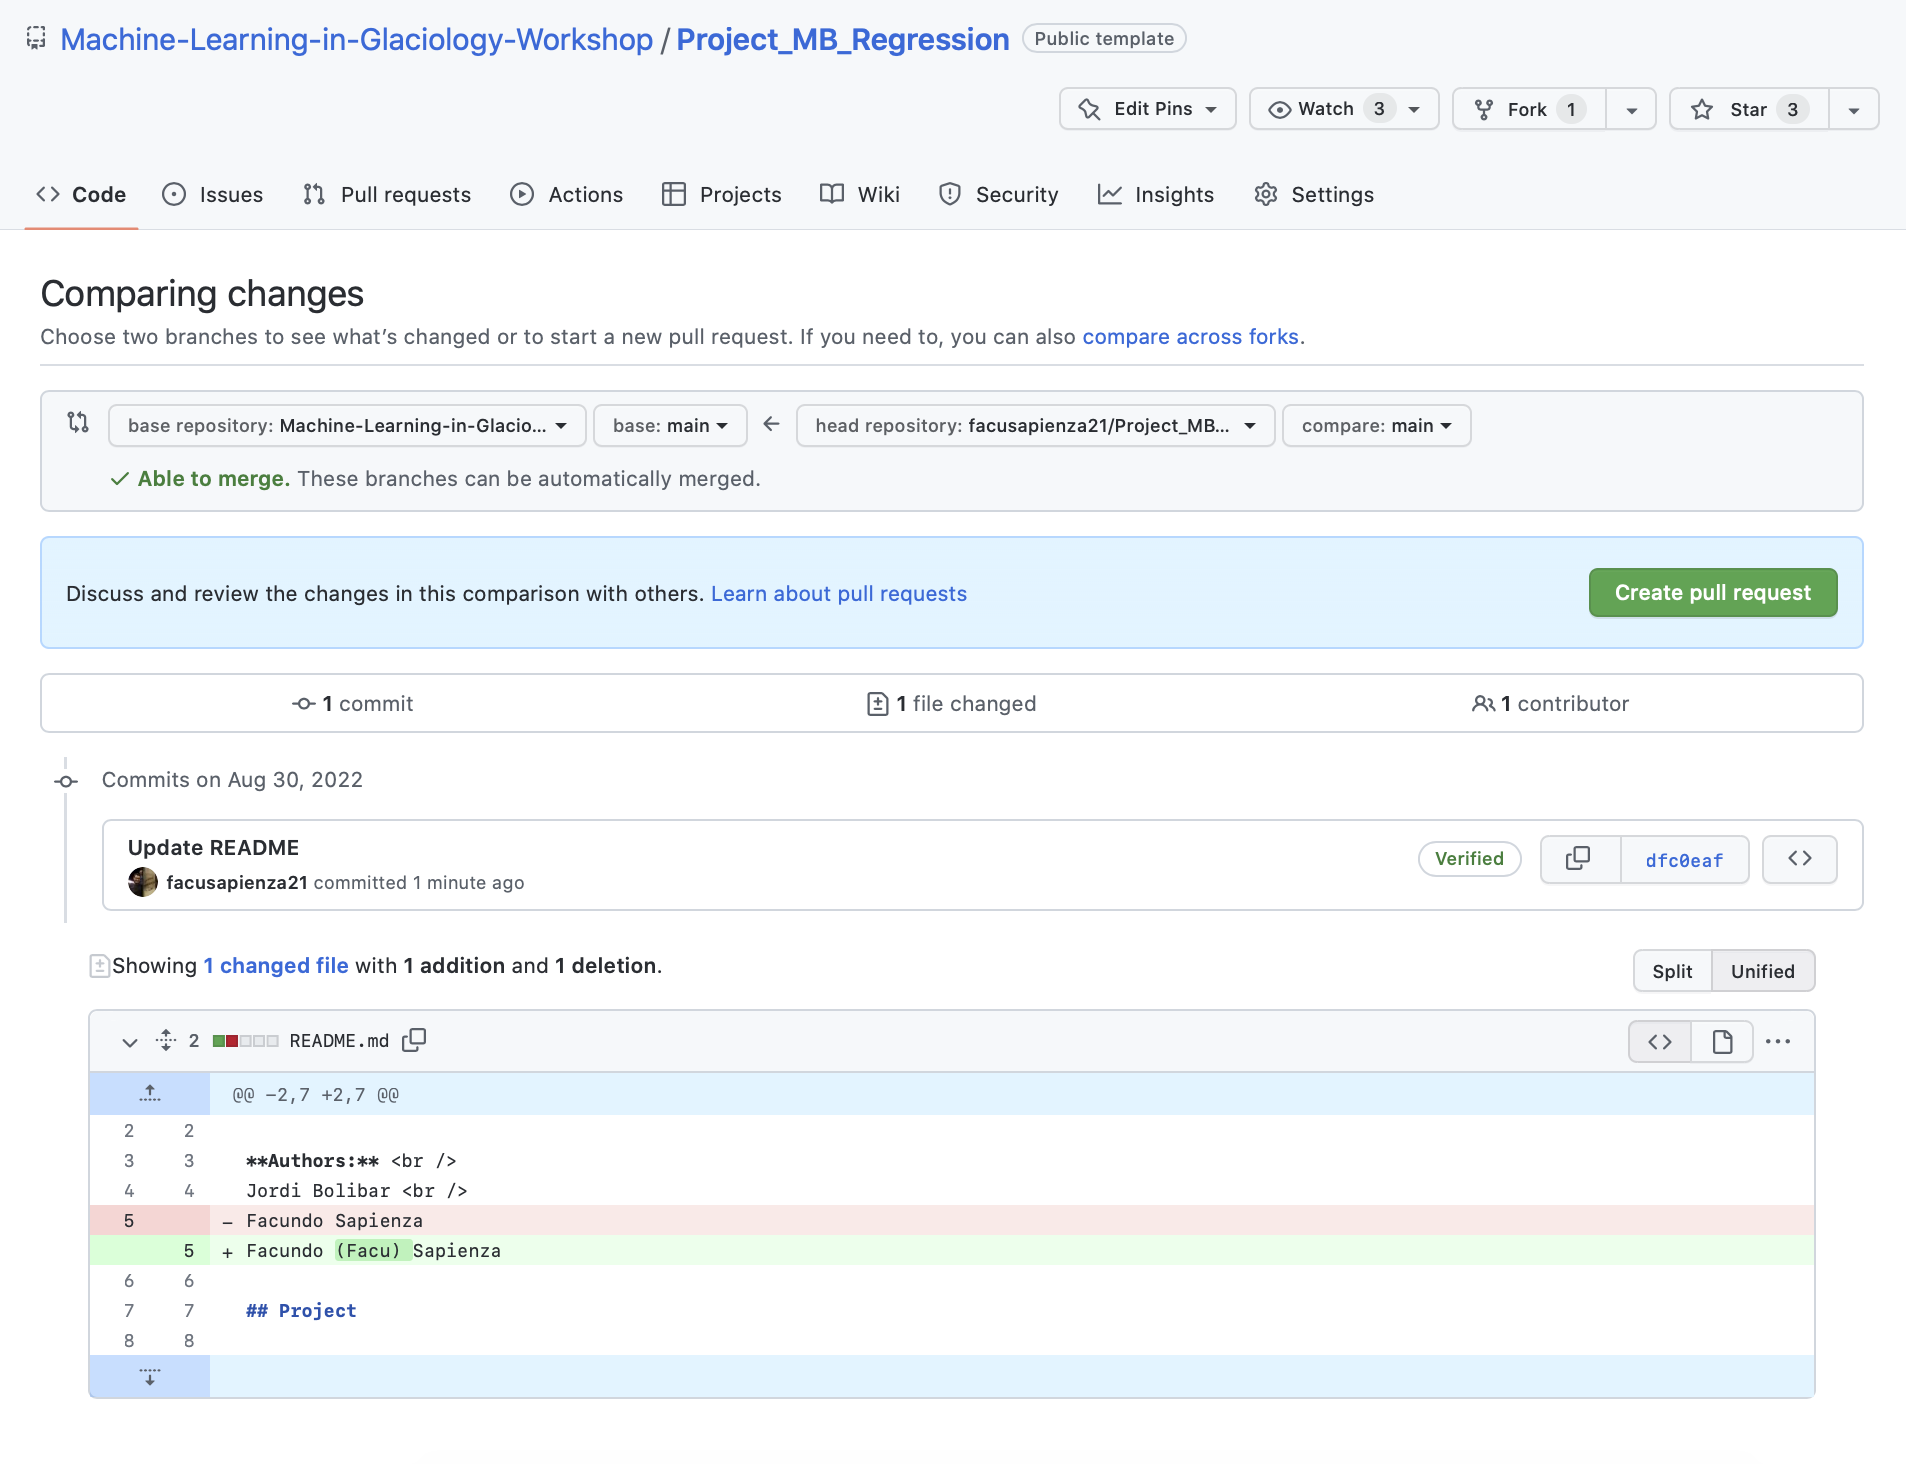 Machine-Learning-in-Glaciology-Workshop / Project_MB_Regression Public template
Edit Pins Watch 3 Fork 1 Star 3
Code Issues Pull requests Actions Projects Wiki Security Insights Settings
Comparing changes
Choose two branches to see what's changed or to start a new pull request. If you need to, you can also compare across forks.
base repository: Machine-Learning-in-Glacio... base: main head repository: facusapienza21/Project_MB... compare: main
Able to merge. These branches can be automatically merged.
Discuss and review the changes in this comparison with others. Learn about pull requests Create pull request
1 commit 1 file changed 1 contributor
Commits on Aug 30, 2022
Update README
facusapienza21 committed 1 minute ago
Verified dfc0eaf
Showing 1 changed file with 1 addition and 1 deletion.
Split Unified
2 README.md
@@ -2,7 +2,7 @@
2 2
3 3 **Authors:** <br />
4 4 Jordi Bolibar <br />
5 - Facundo Sapienza
5 + Facundo (Facu) Sapienza
6 6
7 7 ## Project
8 8